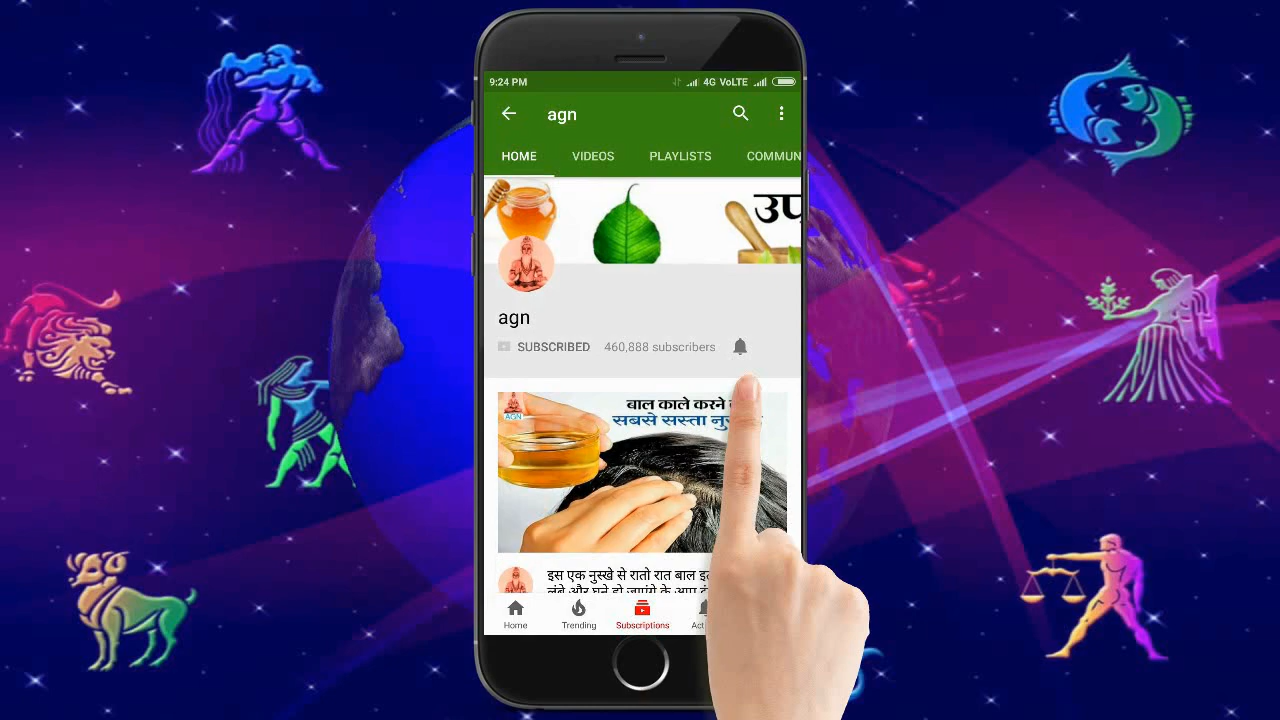 9:24 PM 4G VoLTE
agn
HOME VIDEOS PLAYLISTS COMMUN
agn
SUBSCRIBED 460,888 subscribers
बाल काले करने
सबसे सस्ता
AGN
इस एक नुस्खे से रातो रात बाल
Home Trending Subscriptions